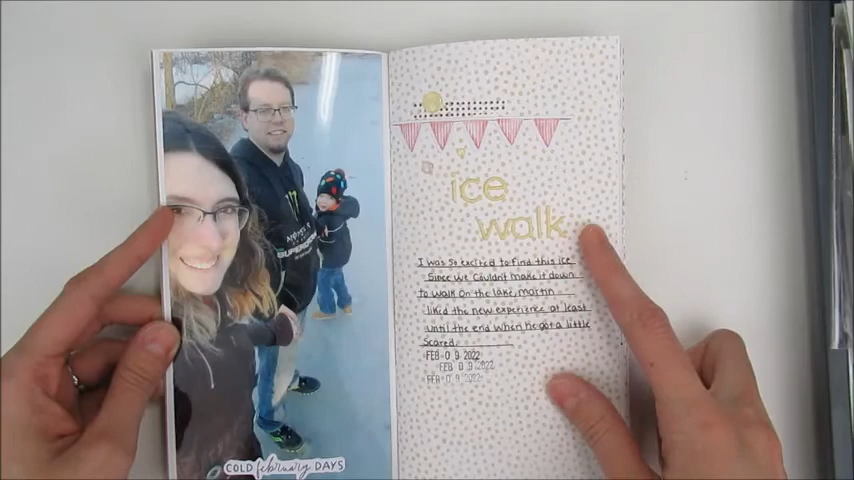 COLD february DAYS
ice
walk
I was so excited to find this ice
Since we couldn't make it down
to walk on the lake, martin
liked the new experience at least
until the end when he got a little
Scared.
FEB 0 9 2022
FEB 0 9 2022
FEB 0 9 2022